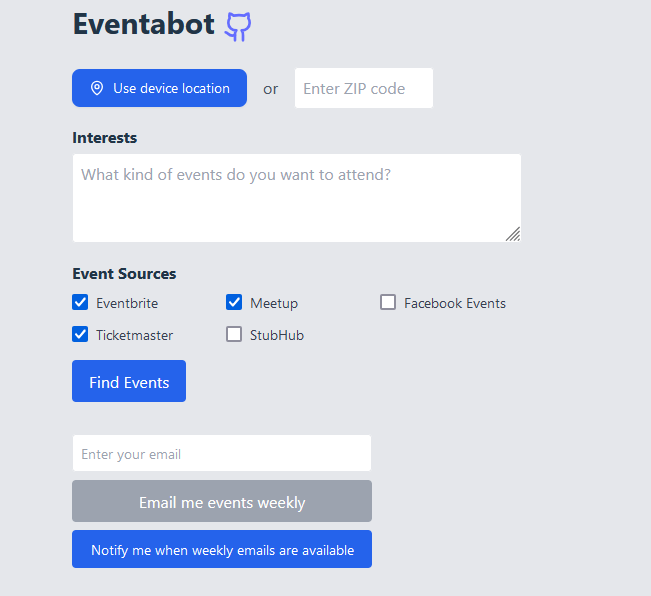 Eventabot
Use device location or Enter ZIP code
Interests
What kind of events do you want to attend?
Event Sources
Eventbrite Meetup Facebook Events
Ticketmaster StubHub
Find Events
Enter your email
Email me events weekly
Notify me when weekly emails are available